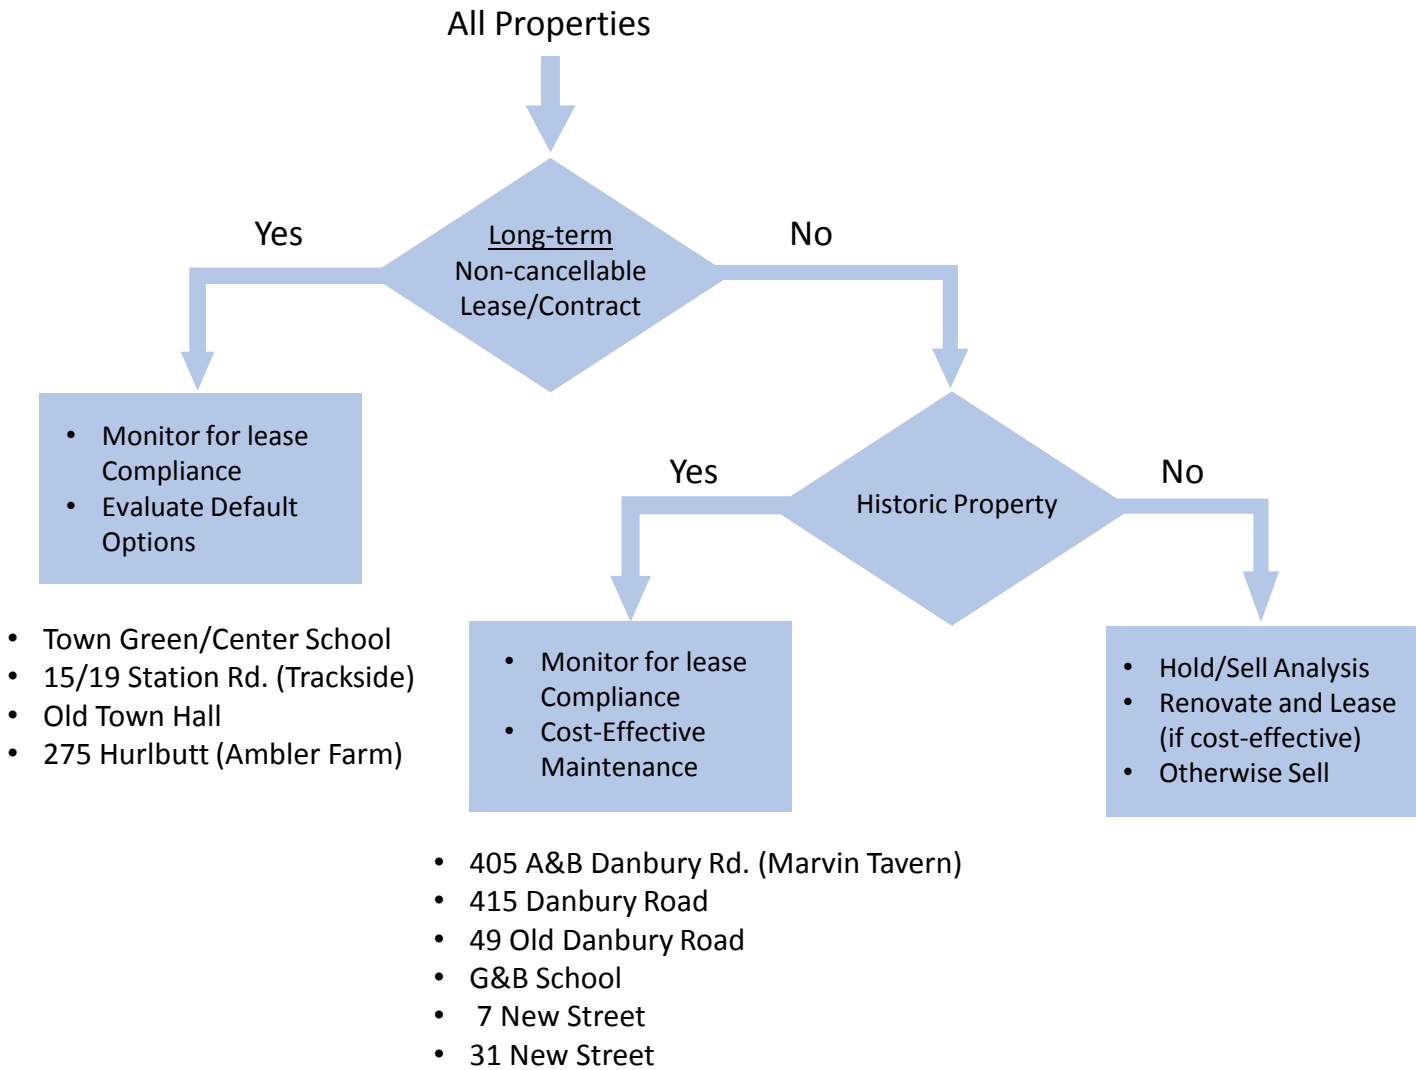 All Properties
Yes
Long-term
Non-cancellable
Lease/Contract
No
• Monitor for lease
Compliance
• Evaluate Default
Options
Yes
Historic Property
No
• Town Green/Center School
• 15/19 Station Rd. (Trackside)
• Old Town Hall
• 275 Hurlbutt (Ambler Farm)
• Monitor for lease
Compliance
• Cost-Effective
Maintenance
• Hold/Sell Analysis
• Renovate and Lease
(if cost-effective)
• Otherwise Sell
• 405 A&B Danbury Rd. (Marvin Tavern)
• 415 Danbury Road
• 49 Old Danbury Road
• G&B School
• 7 New Street
• 31 New Street